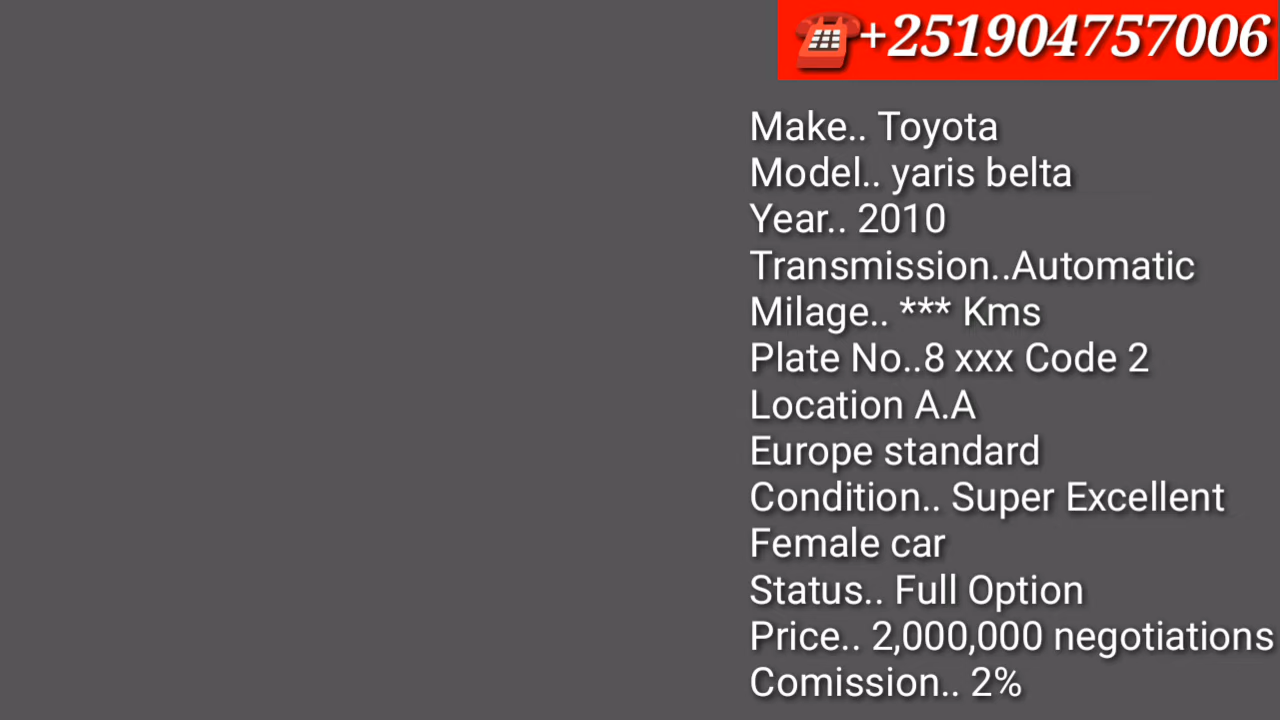 ☎️+251904757006
Make.. Toyota
Model.. yaris belta
Year.. 2010
Transmission..Automatic
Milage.. *** Kms
Plate No..8 xxx Code 2
Location A.A
Europe standard
Condition.. Super Excellent
Female car
Status.. Full Option
Price.. 2,000,000 negotiations
Comission.. 2%